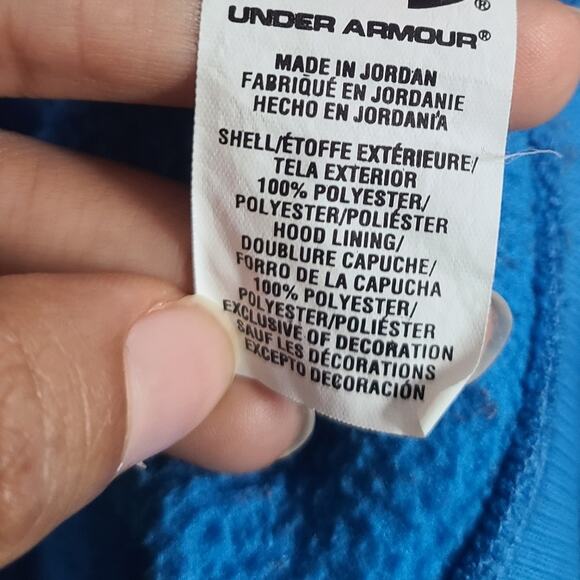 ®
UNDER ARMOUR®
MADE IN JORDAN
FABRIQUÉ EN JORDANIE
HECHO EN JORDANIA
SHELL/ÉTOFFE EXTÉRIEURE/
TELA EXTERIOR
100% POLYESTER/
POLYESTER/POLIÉSTER
HOOD LINING/
DOUBLURE CAPUCHE/
FORRO DE LA CAPUCHA
100% POLYESTER/
POLYESTER/POLIÉSTER
EXCLUSIVE OF DECORATION
SAUF LES DÉCORATIONS
EXCEPTO DECORACIÓN